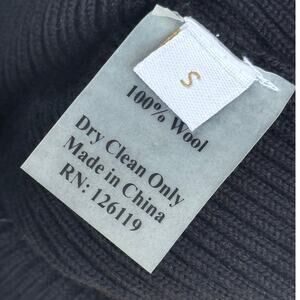 S
100% Wool
Dry Clean Only
Made in China
RN: 126119